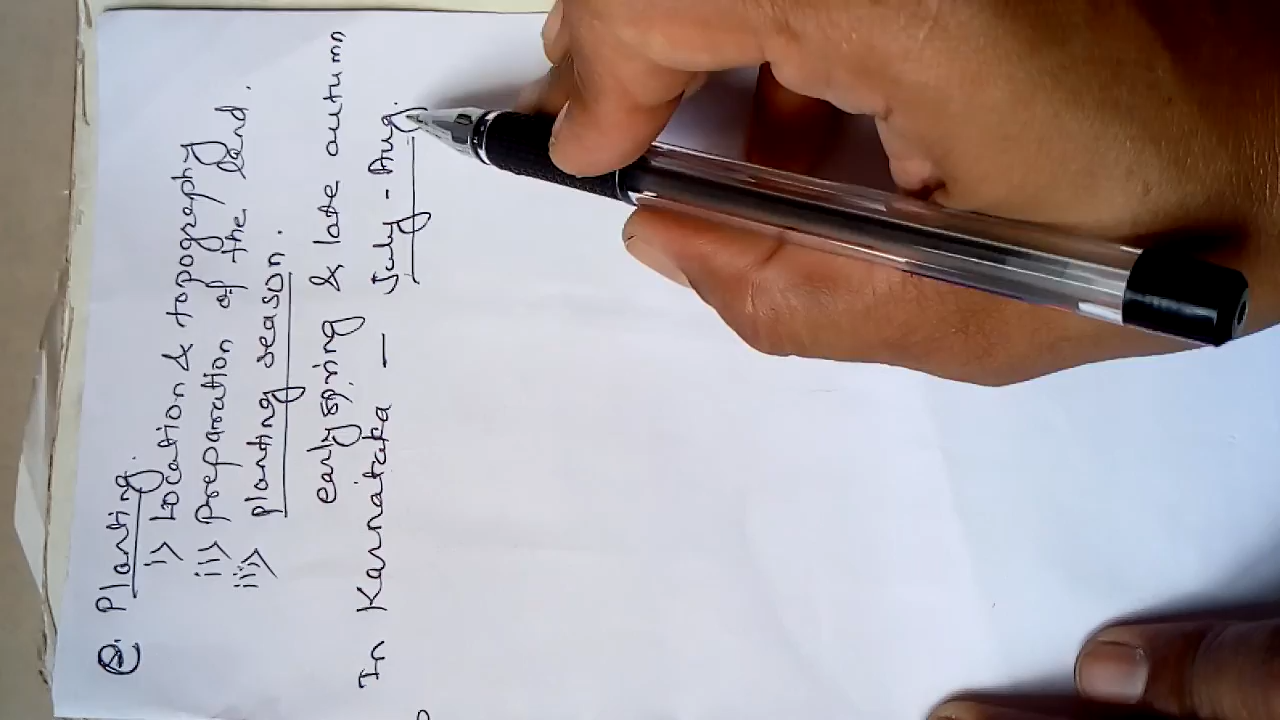 e. Planting.
i> Location & topography
ii> Preparation of the land.
iii> planting season.
early spring & late autumn
In Karnataka — July - Aug.